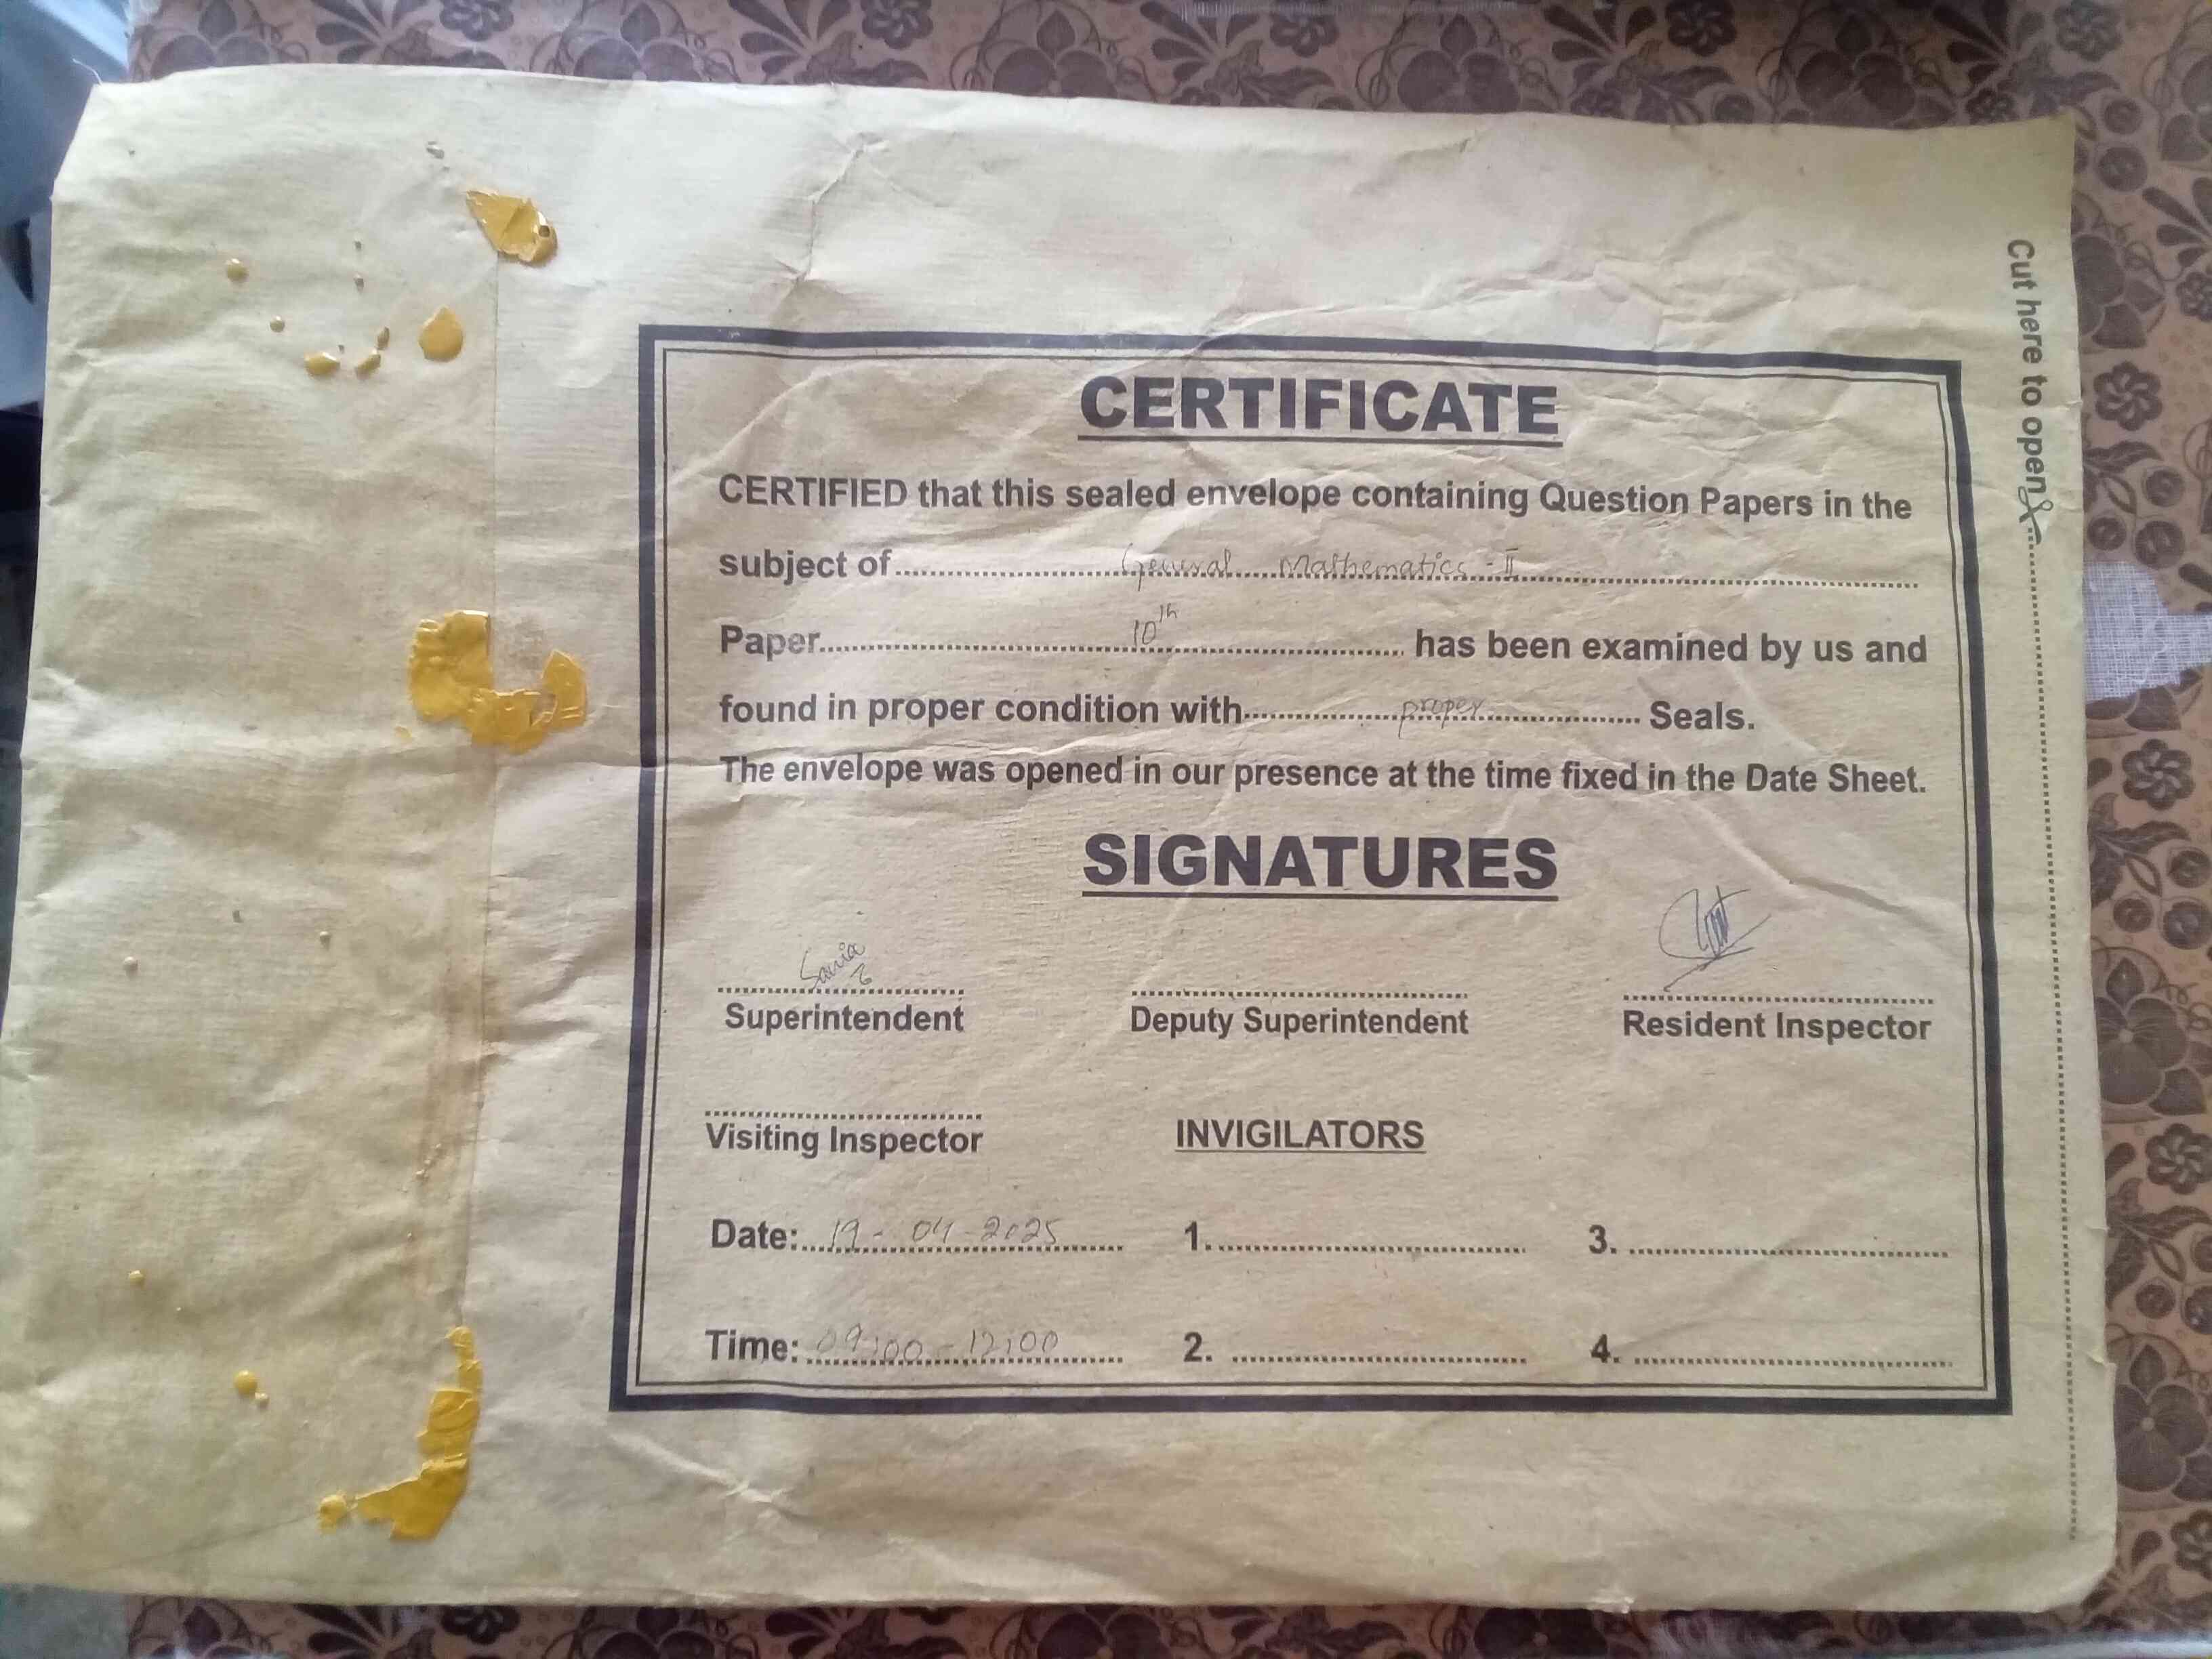 Cut here to open
CERTIFICATE
CERTIFIED that this sealed envelope containing Question Papers in the
subject of General Mathematics - II
Paper 10th has been examined by us and
found in proper condition with proper Seals.
The envelope was opened in our presence at the time fixed in the Date Sheet.
SIGNATURES
Superintendent Deputy Superintendent Resident Inspector
Visiting Inspector INVIGILATORS
Date: 19-04-2025 1. 3.
Time: 09:00 - 12:00 2. 4.